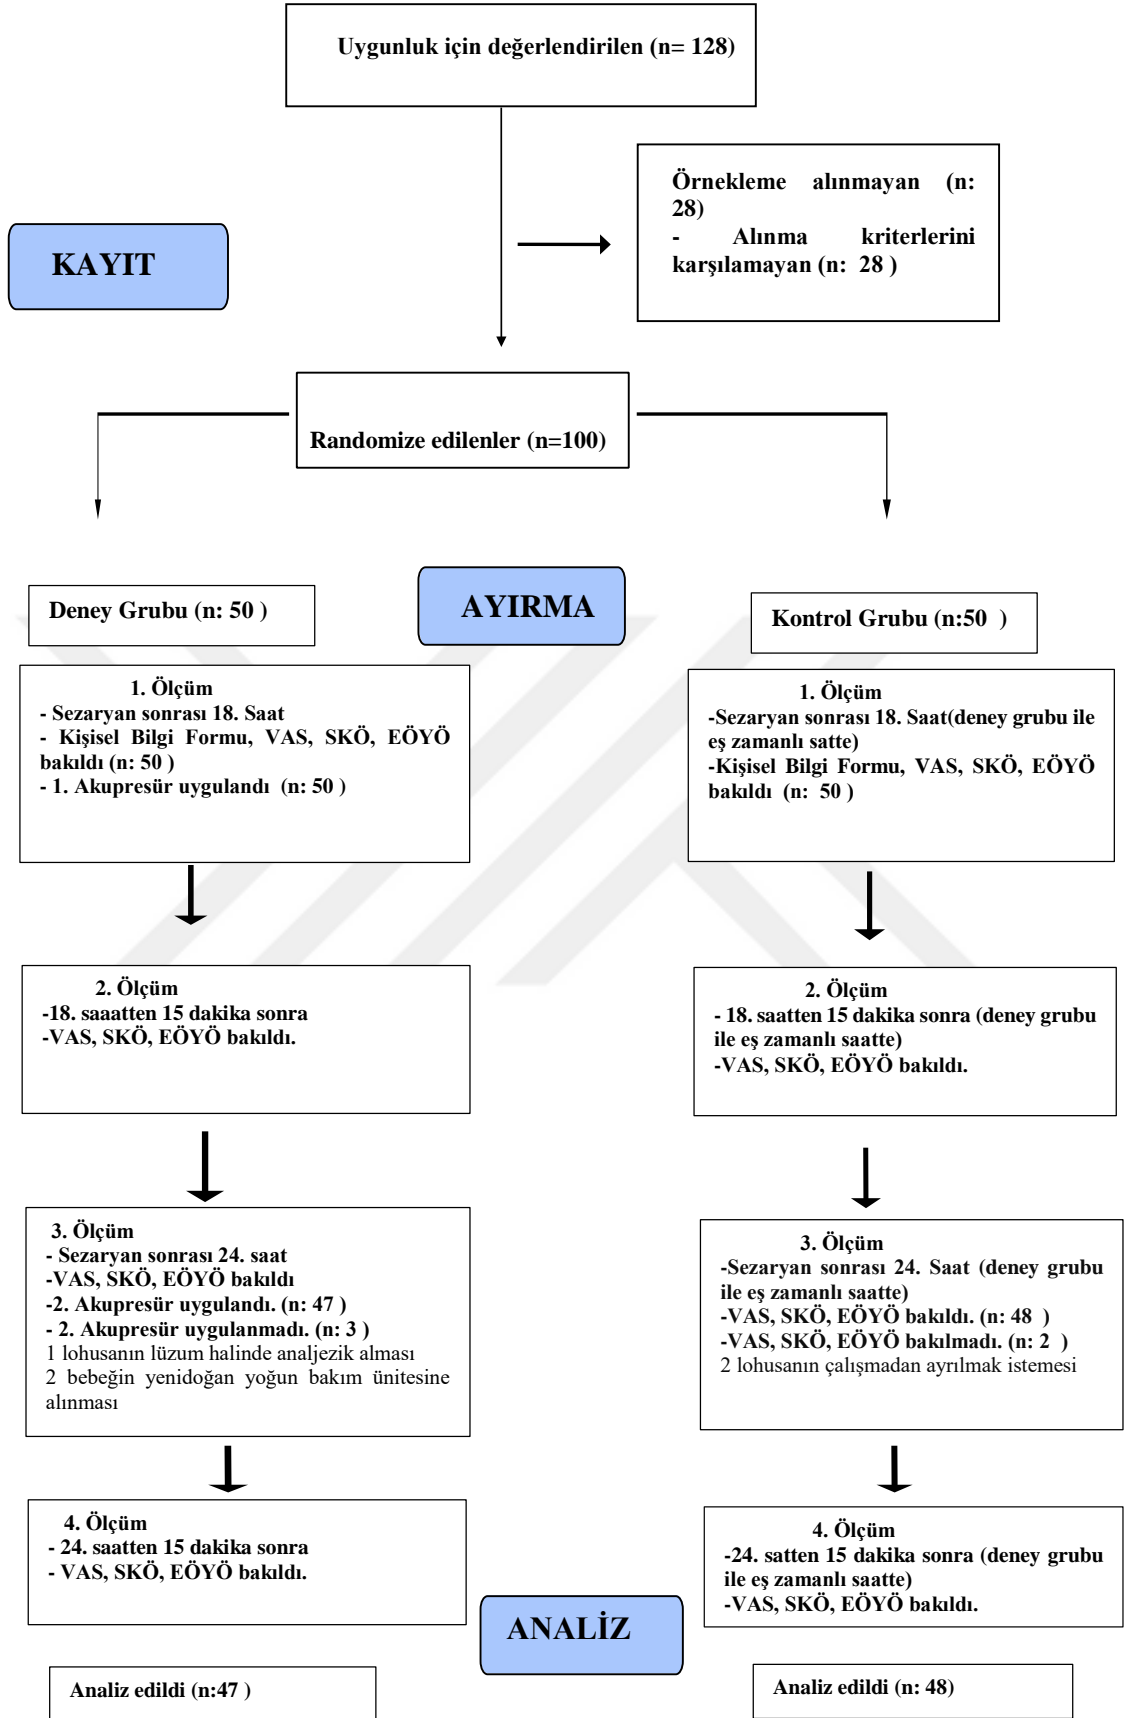 Uygunluk için değerlendirilen (n= 128)
Örnekleme alınmayan (n:
28)
- Alınma kriterlerini
karşılamayan (n: 28 )
KAYIT
Randomize edilenler (n=100)
AYIRMA
Deney Grubu (n: 50 )
Kontrol Grubu (n:50 )
1. Ölçüm
- Sezaryan sonrası 18. Saat
- Kişisel Bilgi Formu, VAS, SKÖ, EÖYÖ
bakıldı (n: 50 )
- 1. Akupresür uygulandı (n: 50 )
1. Ölçüm
-Sezaryan sonrası 18. Saat(deney grubu ile
eş zamanlı satte)
-Kişisel Bilgi Formu, VAS, SKÖ, EÖYÖ
bakıldı (n: 50 )
2. Ölçüm
-18. saaatten 15 dakika sonra
-VAS, SKÖ, EÖYÖ bakıldı.
2. Ölçüm
- 18. saatten 15 dakika sonra (deney grubu
ile eş zamanlı saatte)
-VAS, SKÖ, EÖYÖ bakıldı.
3. Ölçüm
- Sezaryan sonrası 24. saat
-VAS, SKÖ, EÖYÖ bakıldı
-2. Akupresür uygulandı. (n: 47 )
- 2. Akupresür uygulanmadı. (n: 3 )
1 lohusanın lüzum halinde analjezik alması
2 bebeğin yenidoğan yoğun bakım ünitesine
alınması
3. Ölçüm
-Sezaryan sonrası 24. Saat (deney grubu
ile eş zamanlı saatte)
-VAS, SKÖ, EÖYÖ bakıldı. (n: 48 )
-VAS, SKÖ, EÖYÖ bakılmadı. (n: 2 )
2 lohusanın çalışmadan ayrılmak istemesi
4. Ölçüm
- 24. saatten 15 dakika sonra
- VAS, SKÖ, EÖYÖ bakıldı.
4. Ölçüm
-24. satten 15 dakika sonra (deney grubu
ile eş zamanlı saatte)
-VAS, SKÖ, EÖYÖ bakıldı.
ANALİZ
Analiz edildi (n:47 )
Analiz edildi (n: 48)